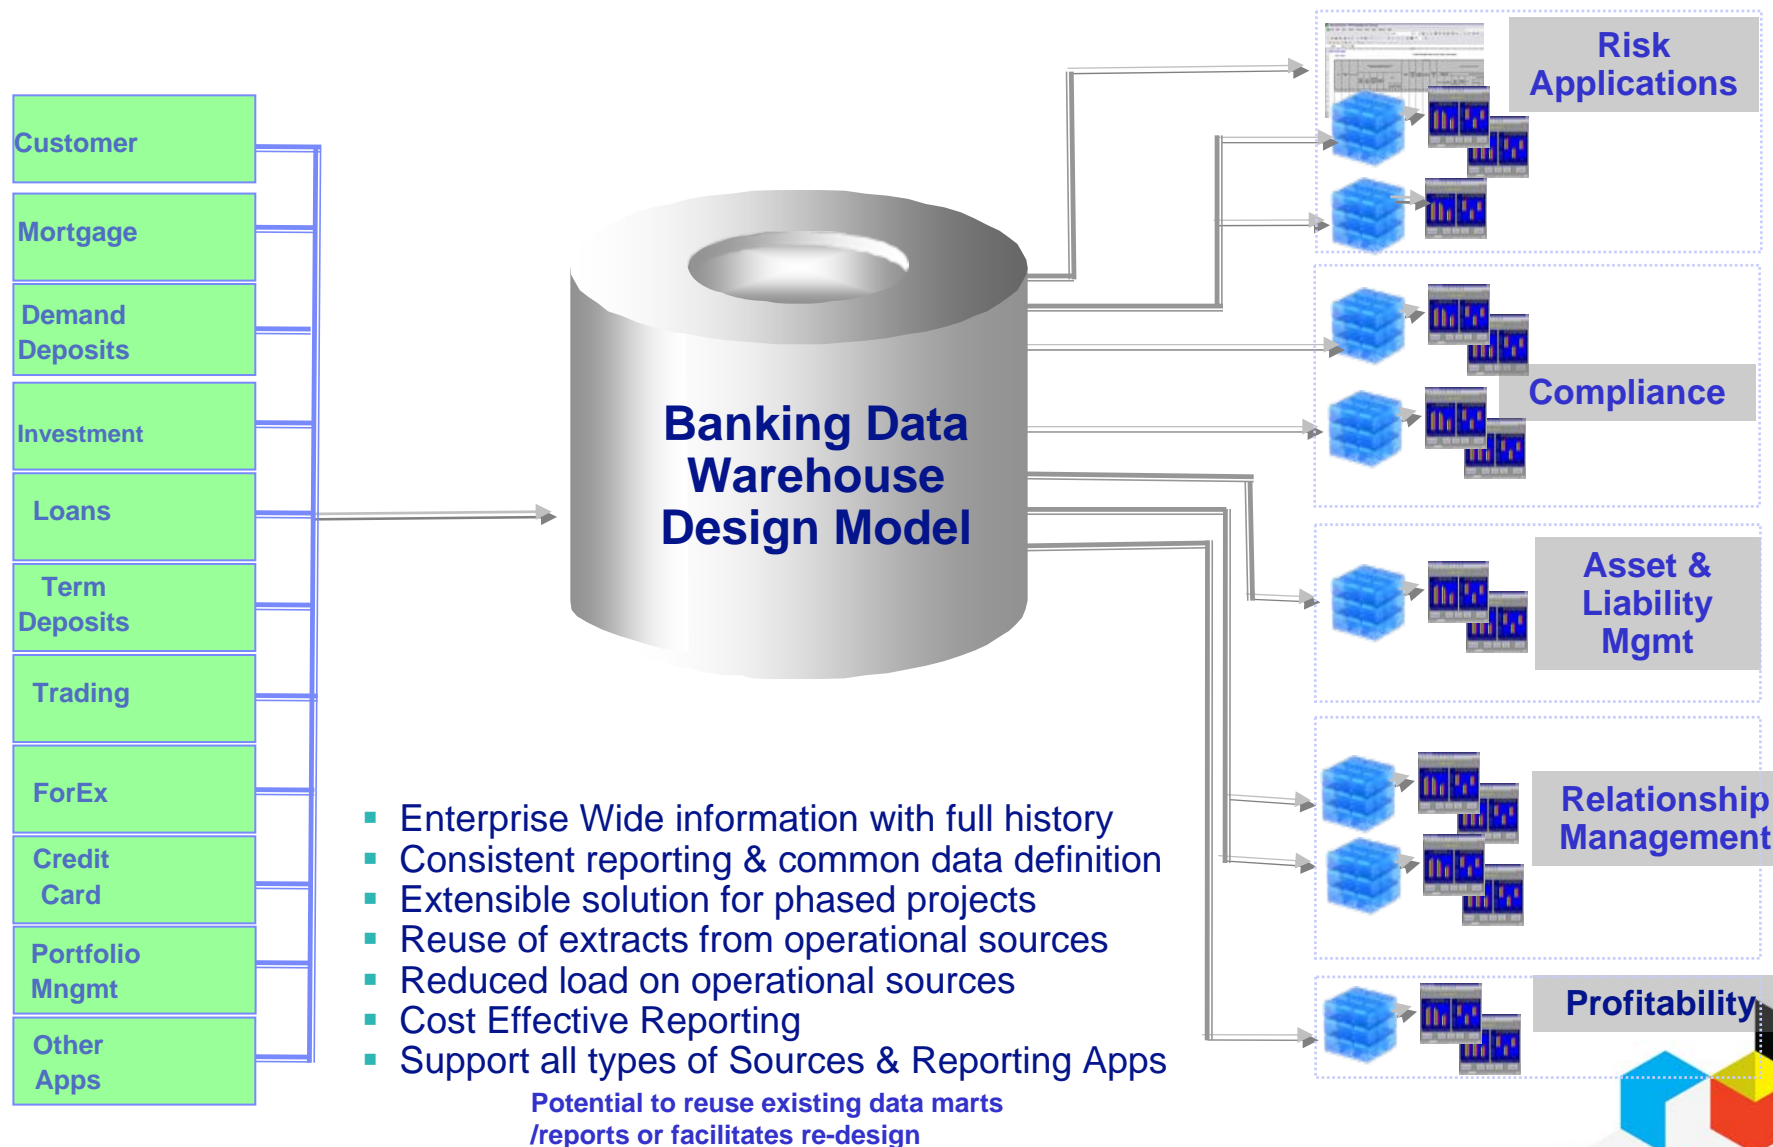 Customer
Mortgage
Demand
Deposits
Investment
Loans
Term
Deposits
Trading
ForEx
Credit
Card
Portfolio
Mngmt
Other
Apps
Banking Data
Warehouse
Design Model
Enterprise Wide information with full history
Consistent reporting & common data definition
Extensible solution for phased projects
Reuse of extracts from operational sources
Reduced load on operational sources
Cost Effective Reporting
Support all types of Sources & Reporting Apps
Potential to reuse existing data marts
/reports or facilitates re-design
Risk
Applications
Compliance
Asset &
Liability
Mgmt
Relationship
Management
Profitability